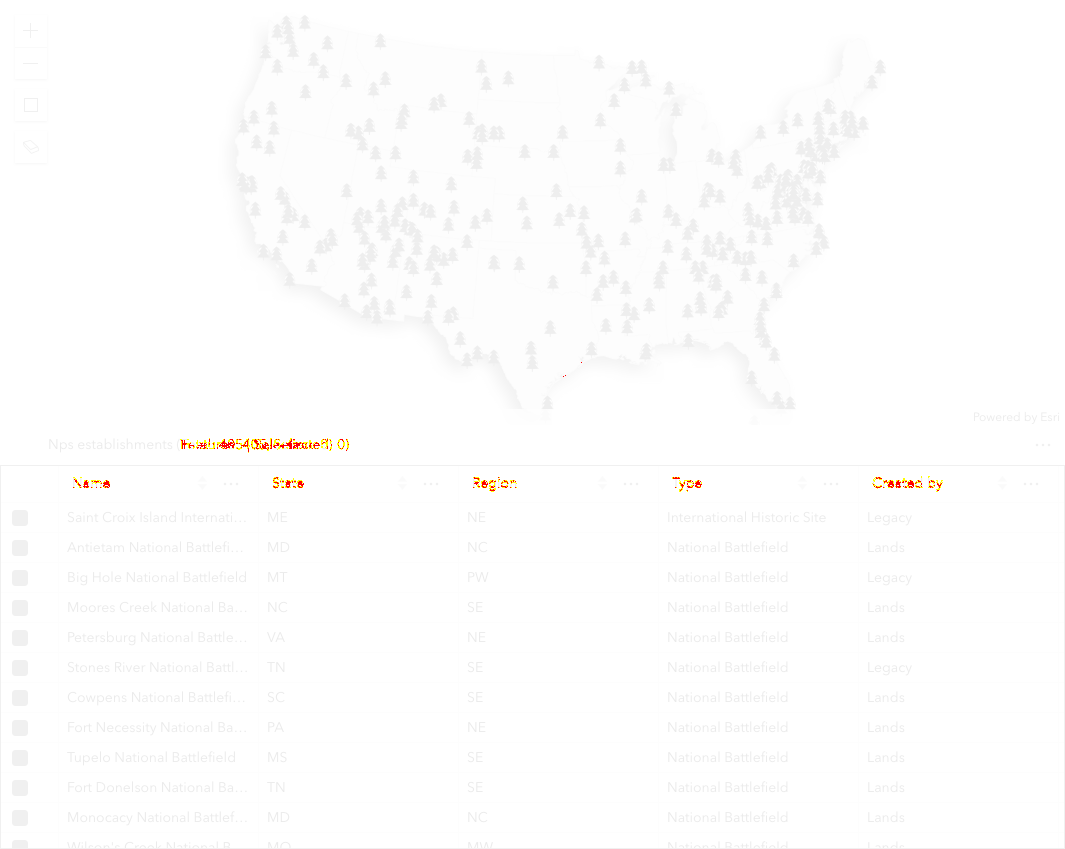 Powered by Esri
Nps establishments
Name State Region Type Created by
Saint Croix Island Internati... ME NE International Historic Site Legacy
Antietam National Battlefi... MD NC National Battlefield Lands
Big Hole National Battlefield MT PW National Battlefield Legacy
Moores Creek National Ba... NC SE National Battlefield Lands
Petersburg National Battle... VA NE National Battlefield Lands
Stones River National Battl... TN SE National Battlefield Legacy
Cowpens National Battlefi... SC SE National Battlefield Lands
Fort Necessity National Ba... PA NE National Battlefield Lands
Tupelo National Battlefield MS SE National Battlefield Lands
Fort Donelson National Ba... TN SE National Battlefield Lands
Monocacy National Battlef... MD NC National Battlefield Lands
Wilson's Creek National B... MO MW National Battlefield Lands